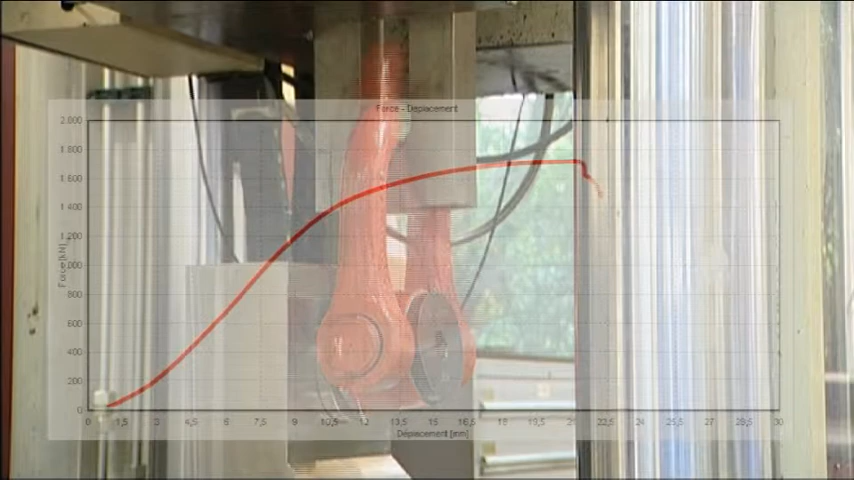 Force - Déplacement
2.000
1.800
1.600
1.400
1.200
1.000
800
600
400
200
0
Force [kN]
0 1,5 3 4,5 6 7,5 9 10,5 12 13,5 15 16,5 18 19,5 21 22,5 24 25,5 27 28,5 30
Déplacement [mm]